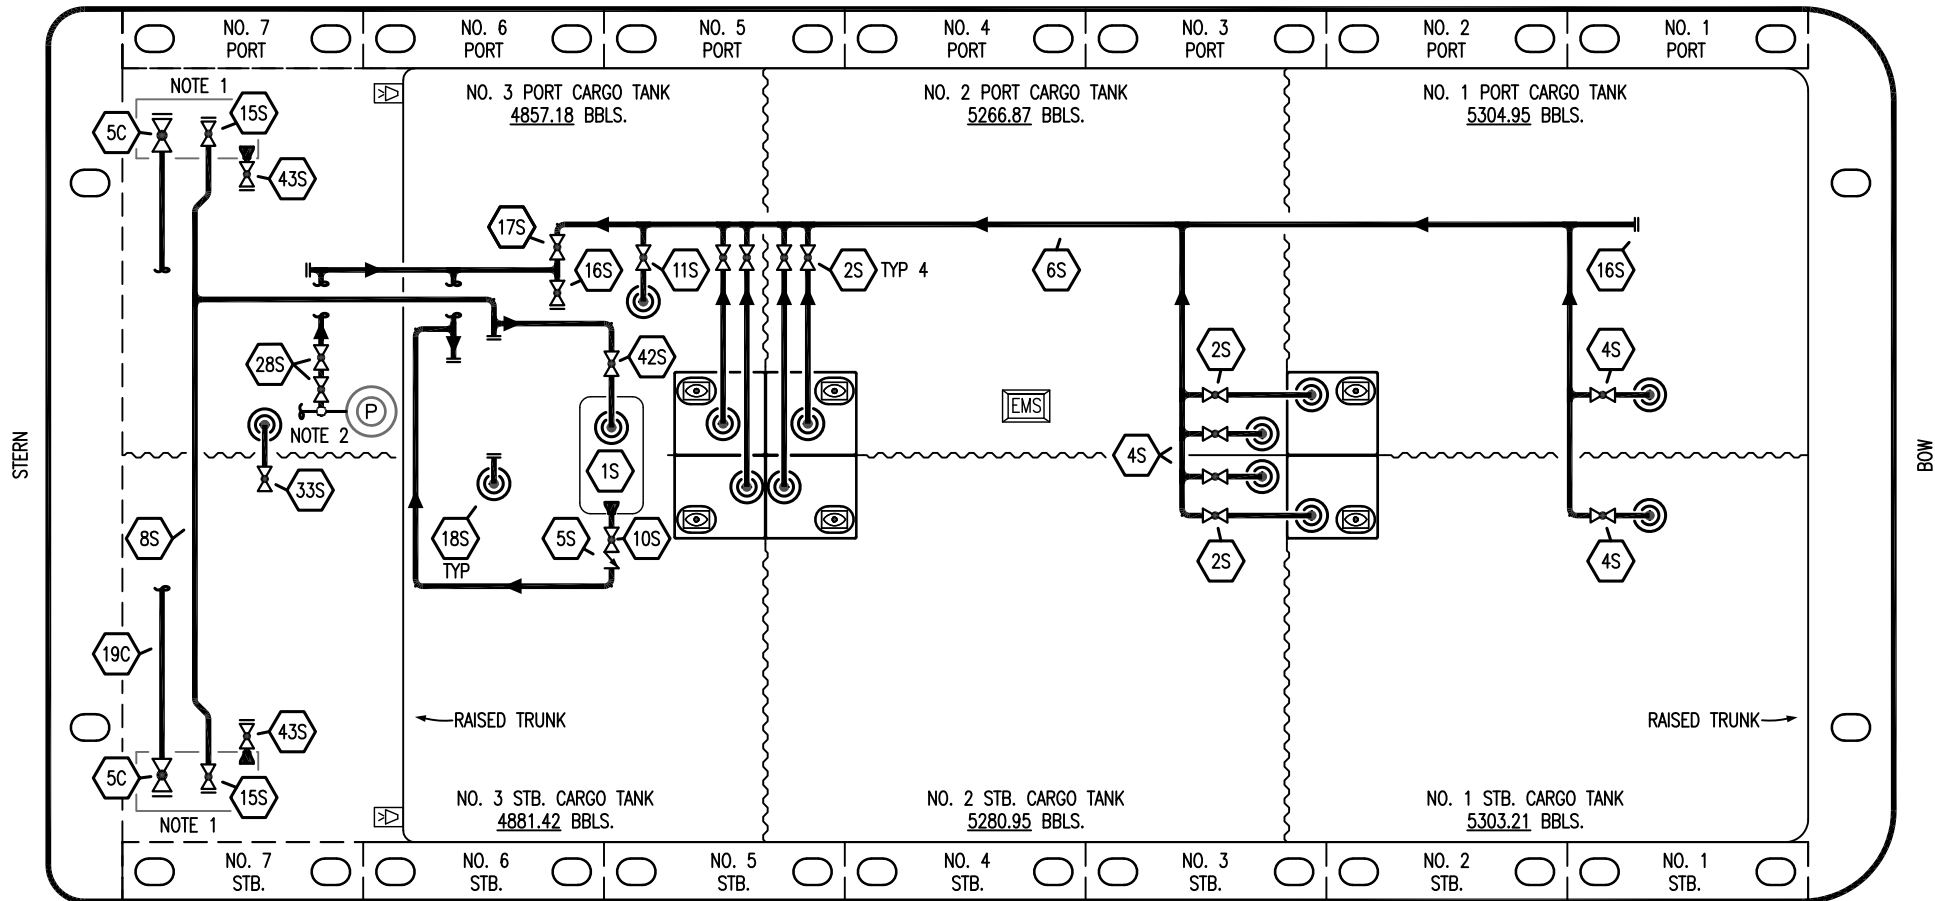 NO. 7
PORT
NO. 6
PORT
NO. 5
PORT
NO. 4
PORT
NO. 3
PORT
NO. 2
PORT
NO. 1
PORT
NOTE 1
5C
15S
43S
NO. 3 PORT CARGO TANK
4857.18 BBLS.
NO. 2 PORT CARGO TANK
5266.87 BBLS.
NO. 1 PORT CARGO TANK
5304.95 BBLS.
17S
16S
11S
2S TYP 4
6S
16S
28S
42S
2S
4S
P
EMS
NOTE 2
STERN
BOW
33S
1S
4S
8S
18S
TYP
5S
10S
2S
4S
19C
RAISED TRUNK
RAISED TRUNK
43S
5C
15S
NOTE 1
NO. 3 STB. CARGO TANK
4881.42 BBLS.
NO. 2 STB. CARGO TANK
5280.95 BBLS.
NO. 1 STB. CARGO TANK
5303.21 BBLS.
NO. 7
STB.
NO. 6
STB.
NO. 5
STB.
NO. 4
STB.
NO. 3
STB.
NO. 2
STB.
NO. 1
STB.